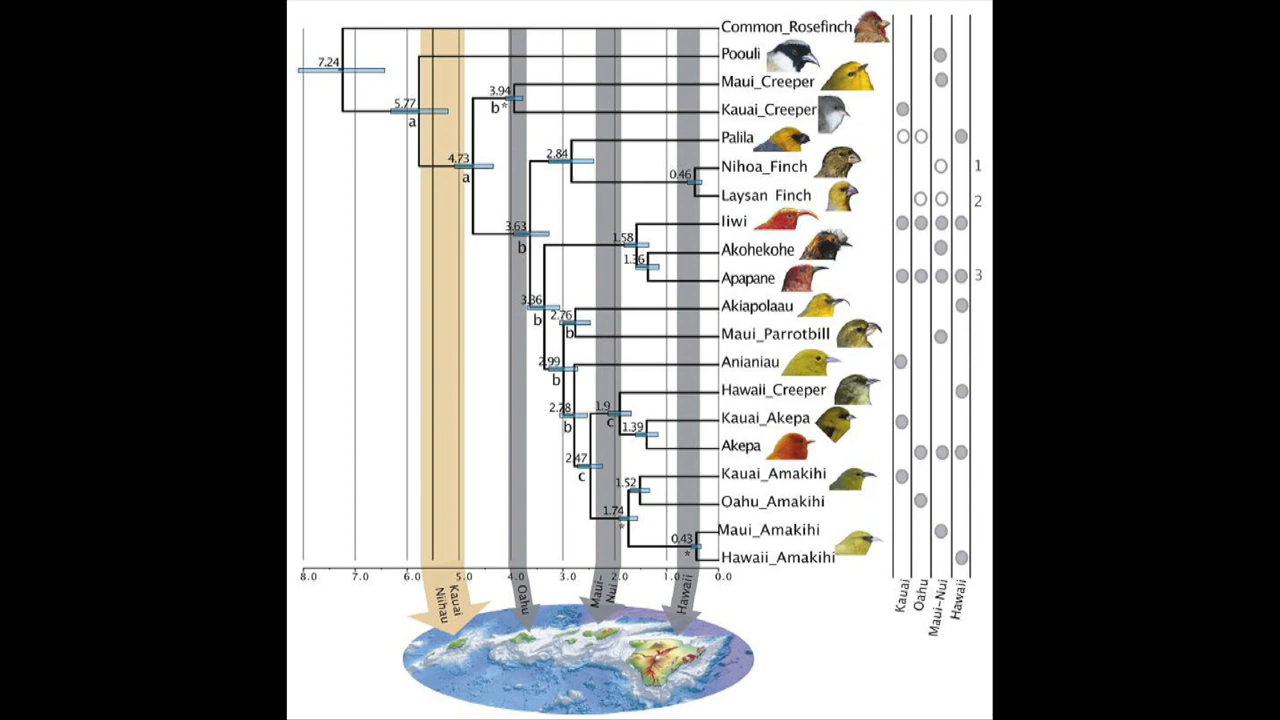 Common_Rosefinch
Poouli
7.24
Maui_Creeper
3.94
b*
Kauai_Creeper
5.77
a
Palila
2.84
4.73
a
Nihoa_Finch
1
0.46
Laysan Finch
2
Iiwi
3.63
b
1.58
Akohekohe
1.36
Apapane
3
3.36
b
Akiapolaau
2.76
b
Maui_Parrotbill
2.99
b
Anianiau
Hawaii_Creeper
2.78
b
1.9
c
Kauai_Akepa
1.39
Akepa
2.47
c
Kauai_Amakihi
1.52
Oahu_Amakihi
1.74
*
Maui_Amakihi
0.43
*
Hawaii_Amakihi
8.0 7.0 6.0 5.0 4.0 3.0 2.0 1.0 0.0
Kauai
Niihau
Oahu
Maui-
Nui
Hawaii
Kauai
Oahu
Maui-Nui
Hawaii